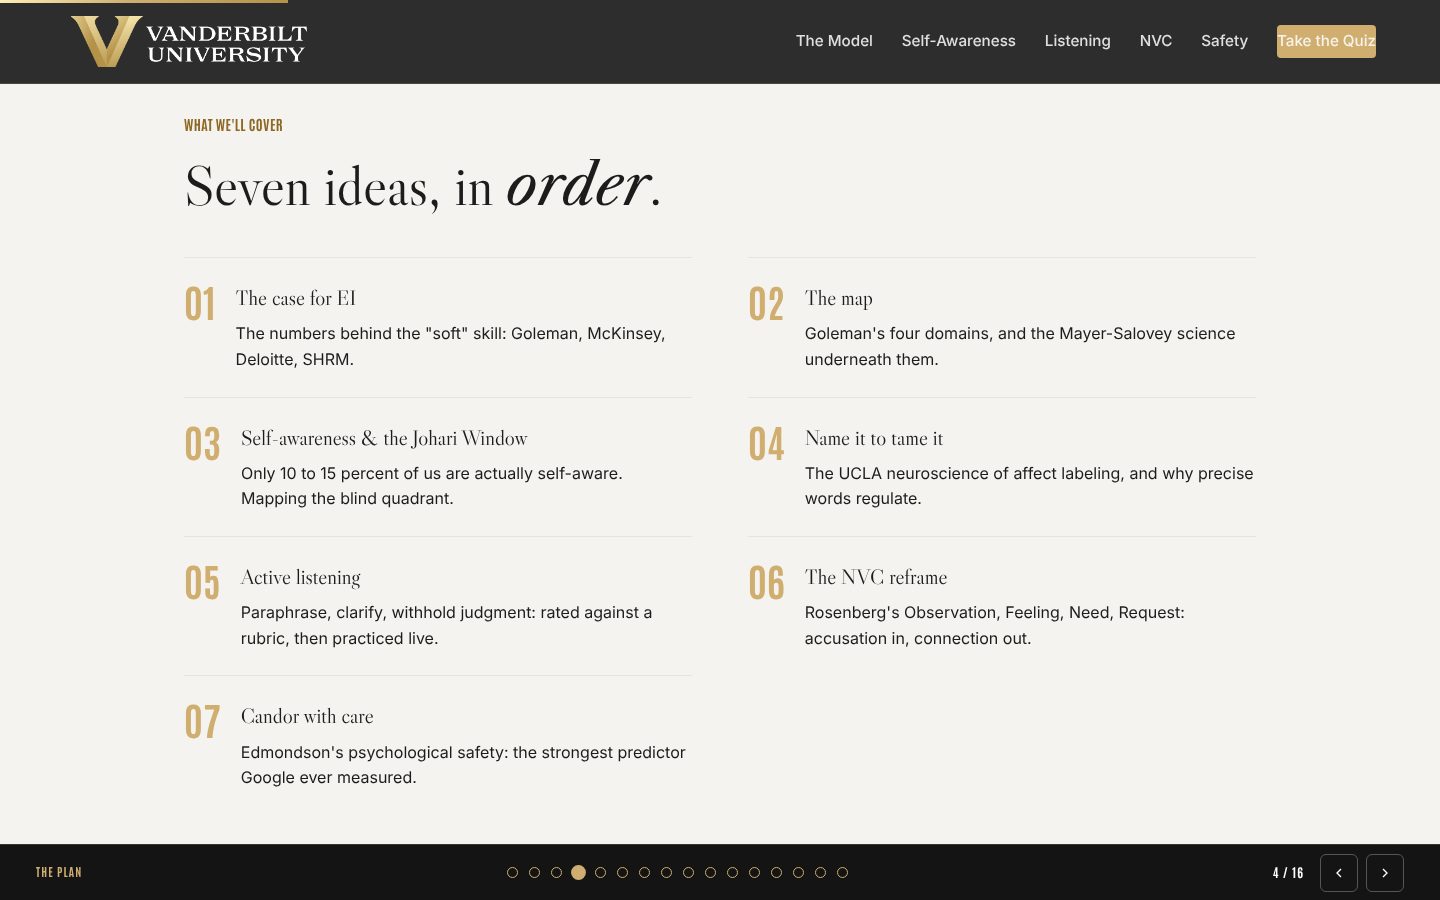 VANDERBILT
UNIVERSITY
The Model
Self-Awareness
Listening
NVC
Safety
Take the Quiz
WHAT WE'LL COVER
Seven ideas, in order.
01
The case for EI
The numbers behind the "soft" skill: Goleman, McKinsey,
Deloitte, SHRM.
02
The map
Goleman's four domains, and the Mayer-Salovey science
underneath them.
03
Self-awareness & the Johari Window
Only 10 to 15 percent of us are actually self-aware.
Mapping the blind quadrant.
04
Name it to tame it
The UCLA neuroscience of affect labeling, and why precise
words regulate.
05
Active listening
Paraphrase, clarify, withhold judgment: rated against a
rubric, then practiced live.
06
The NVC reframe
Rosenberg's Observation, Feeling, Need, Request:
accusation in, connection out.
07
Candor with care
Edmondson's psychological safety: the strongest predictor
Google ever measured.
THE PLAN
4 / 16